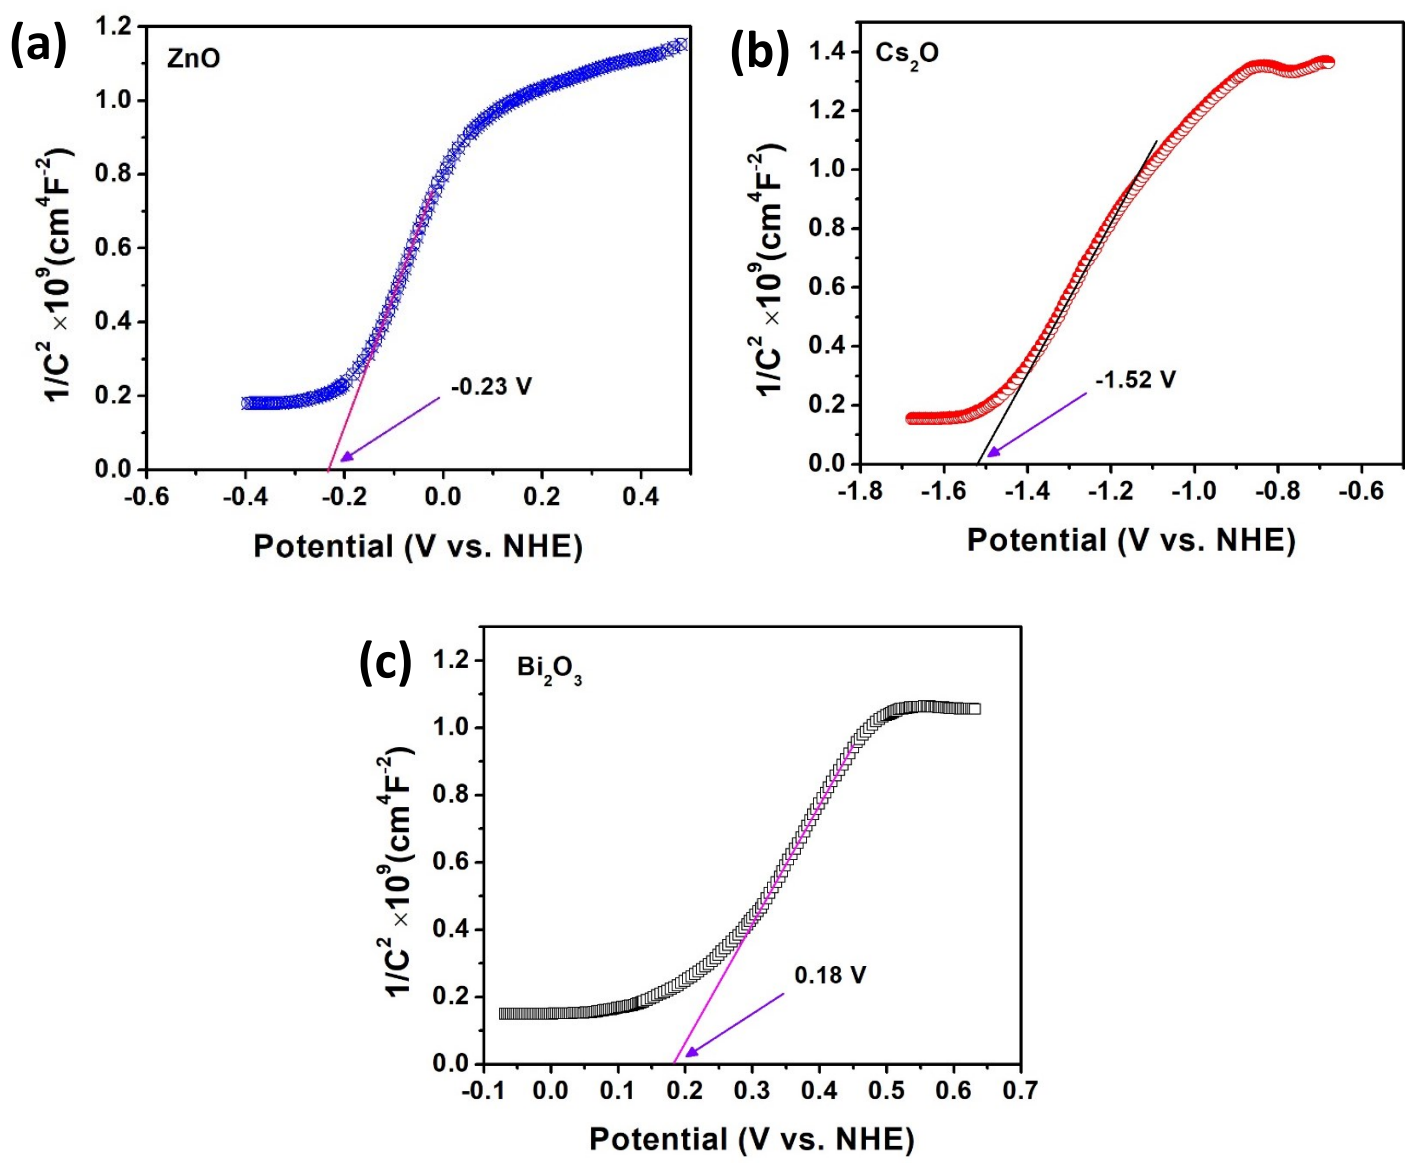 (a)
ZnO
1.2
1.0
0.8
0.6
0.4
0.2
0.0
-0.23 V
-0.6 -0.4 -0.2 0.0 0.2 0.4
1/C² ×10⁹(cm⁴F⁻²)
Potential (V vs. NHE)
(b)
Cs₂O
1.4
1.2
1.0
0.8
0.6
0.4
0.2
0.0
-1.52 V
-1.8 -1.6 -1.4 -1.2 -1.0 -0.8 -0.6
1/C² ×10⁹(cm⁴F⁻²)
Potential (V vs. NHE)
(c)
Bi₂O₃
1.2
1.0
0.8
0.6
0.4
0.2
0.0
0.18 V
-0.1 0.0 0.1 0.2 0.3 0.4 0.5 0.6 0.7
1/C² ×10⁹(cm⁴F⁻²)
Potential (V vs. NHE)